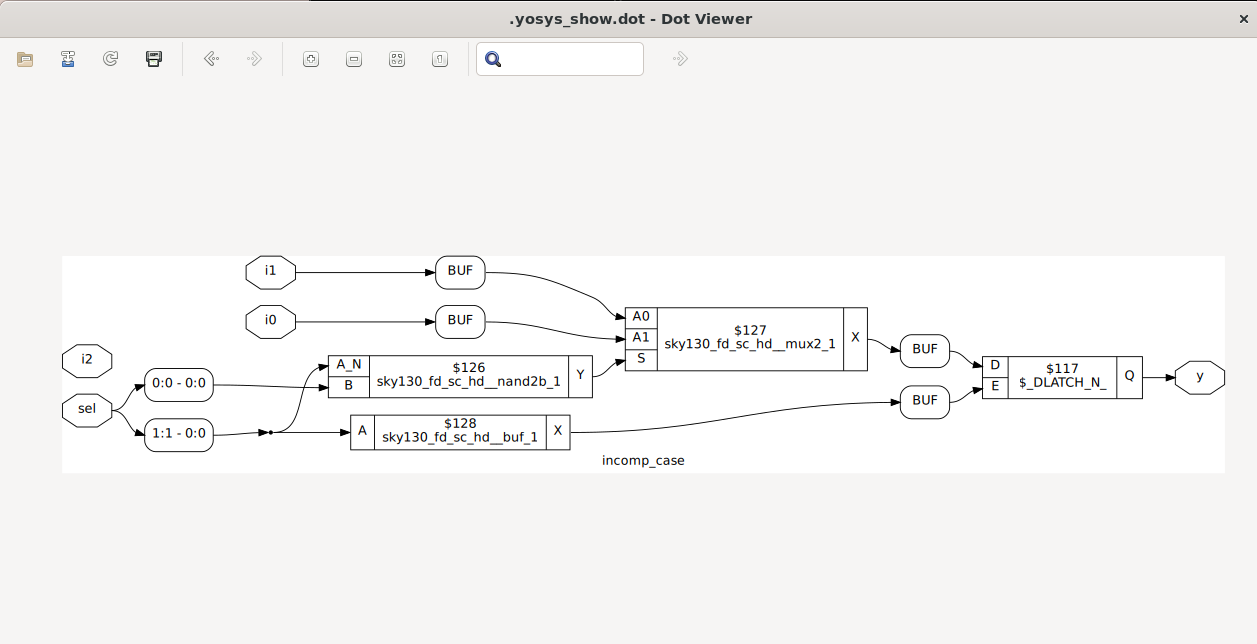 .yosys_show.dot - Dot Viewer
i1
BUF
i0
BUF
A0
A1
S
$127
sky130_fd_sc_hd__mux2_1
X
i2
sel
0:0 - 0:0
1:1 - 0:0
A_N
B
$126
sky130_fd_sc_hd__nand2b_1
Y
A
$128
sky130_fd_sc_hd__buf_1
X
BUF
BUF
D
E
$117
$_DLATCH_N_
Q
y
incomp_case